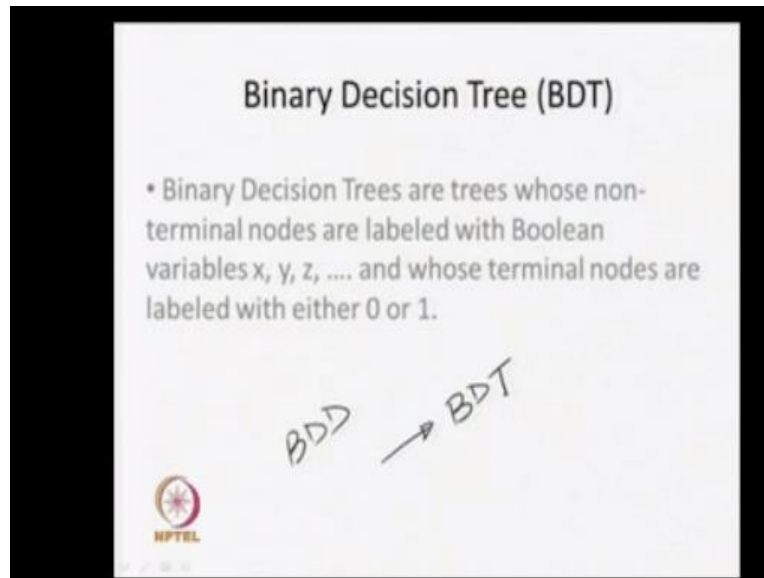 Binary Decision Tree (BDT)
• Binary Decision Trees are trees whose non-
terminal nodes are labeled with Boolean
variables x, y, z, .... and whose terminal nodes are
labeled with either 0 or 1.
BDD → BDT
NPTEL